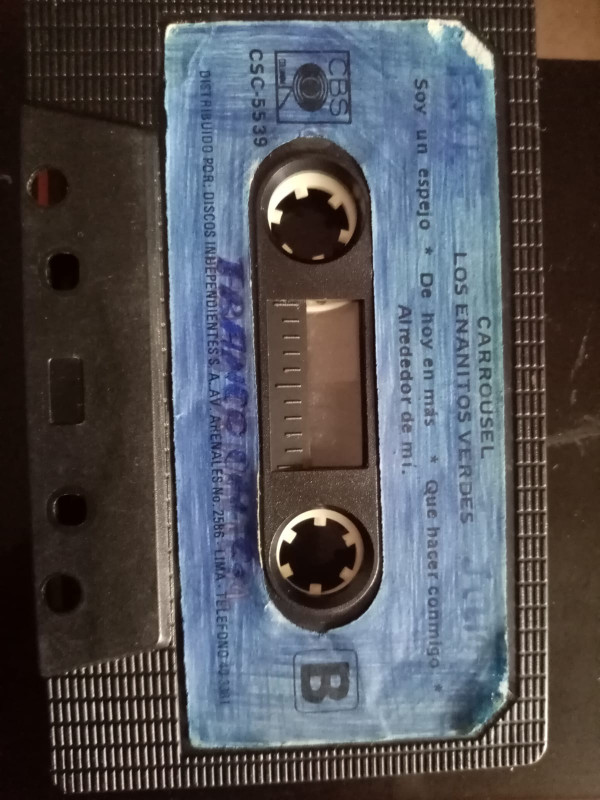 CARROUSEL
LOS ENANITOS VERDES
Soy un espejo * De hoy en más * Que hacer conmigo *
Alrededor de mí.
CBS
CSC-5539
B
DISTRIBUIDO POR: DISCOS INDEPENDIENTES S. A. AV. ARENALES No. 2586 - LIMA - TELEFONO